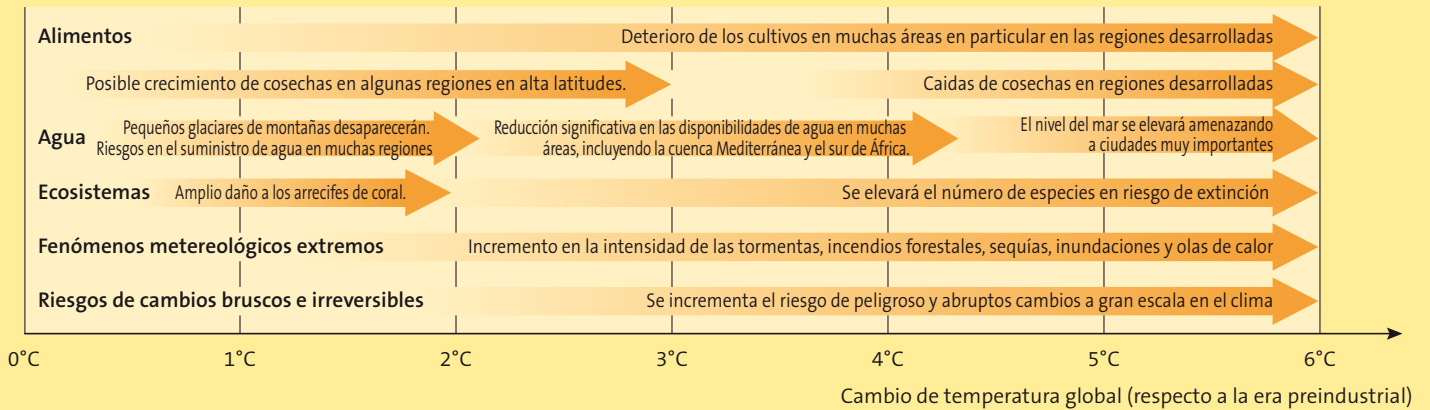 Alimentos
Deterioro de los cultivos en muchas áreas en particular en las regiones desarrolladas
Posible crecimiento de cosechas en algunas regiones en alta latitudes.
Caidas de cosechas en regiones desarrolladas
Agua
Pequeños glaciares de montañas desaparecerán.
Riesgos en el suministro de agua en muchas regiones
Reducción significativa en las disponibilidades de agua en muchas
áreas, incluyendo la cuenca Mediterránea y el sur de África.
El nivel del mar se elevará amenazando
a ciudades muy importantes
Ecosistemas
Amplio daño a los arrecifes de coral.
Se elevará el número de especies en riesgo de extinción
Fenómenos metereológicos extremos
Incremento en la intensidad de las tormentas, incendios forestales, sequías, inundaciones y olas de calor
Riesgos de cambios bruscos e irreversibles
Se incrementa el riesgo de peligroso y abruptos cambios a gran escala en el clima
0°C 1°C 2°C 3°C 4°C 5°C 6°C
Cambio de temperatura global (respecto a la era preindustrial)